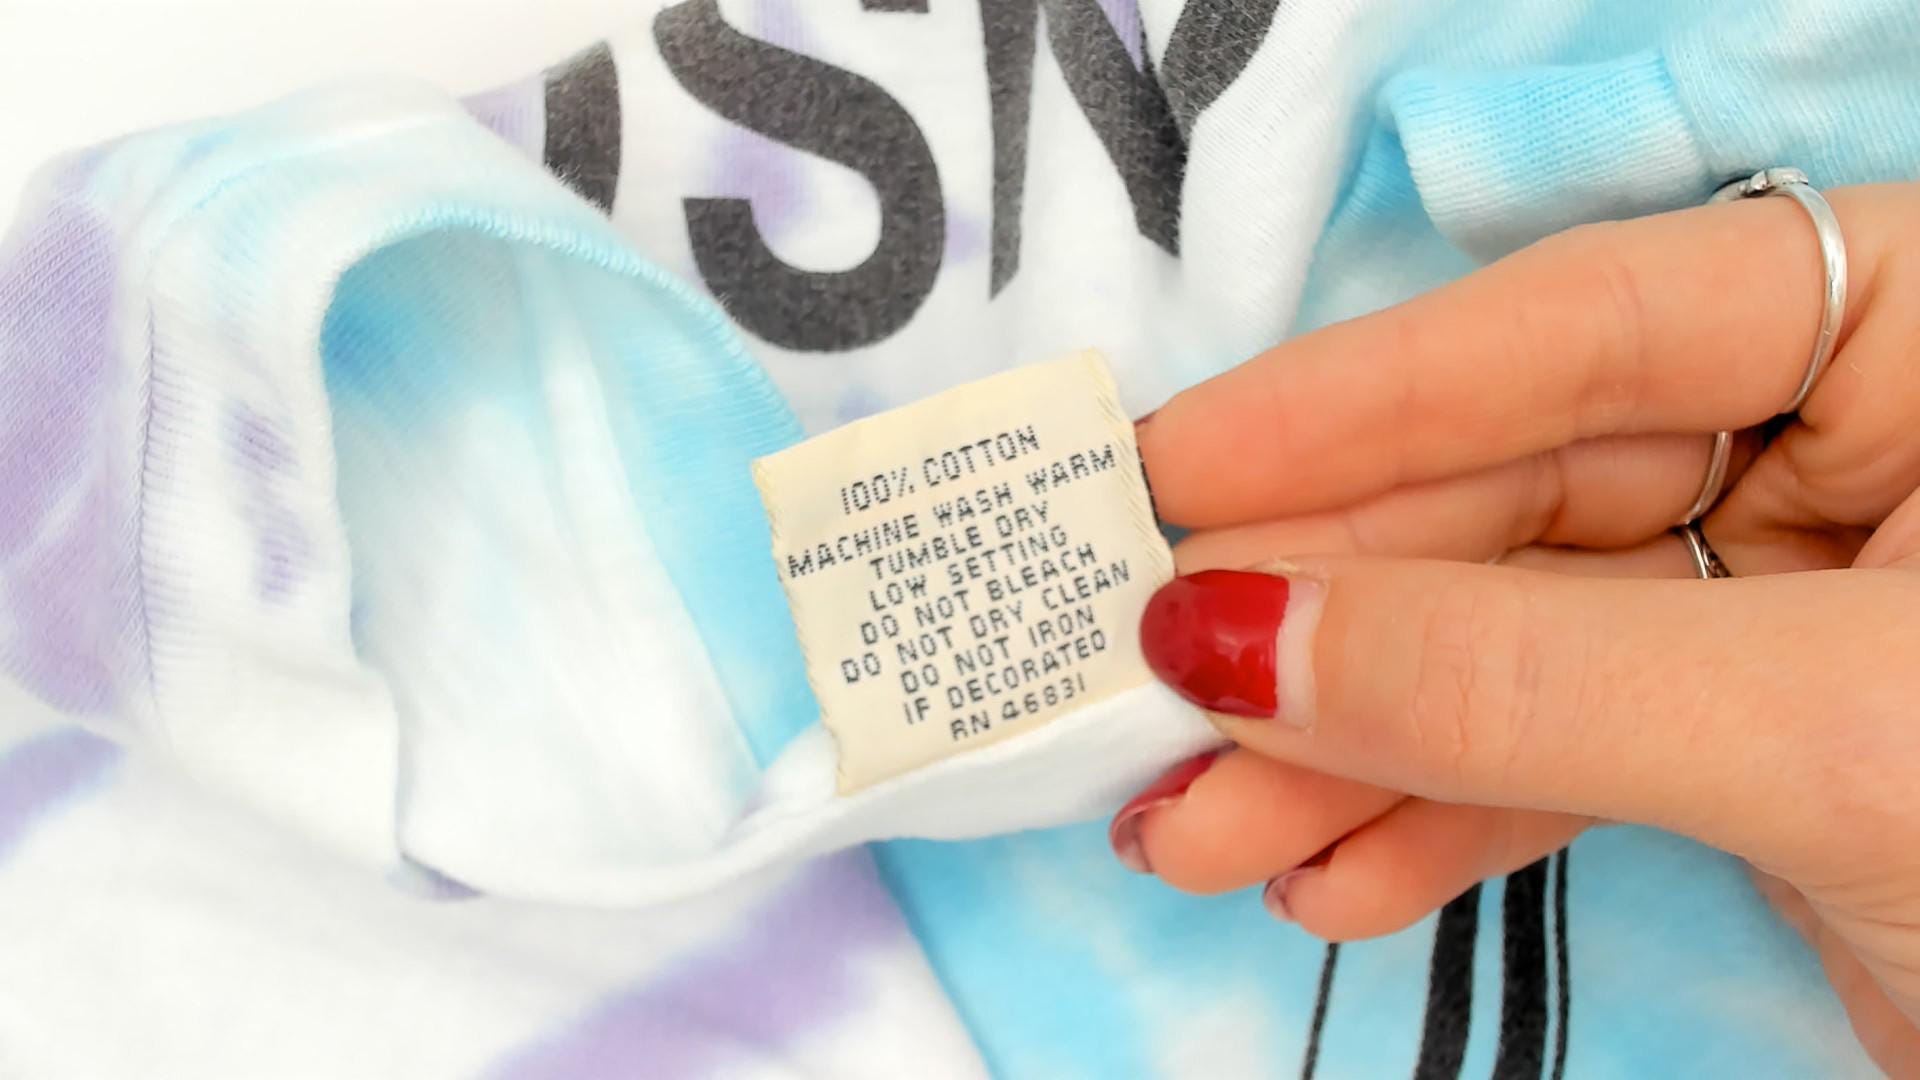 SN
100% COTTON
MACHINE WASH WARM
TUMBLE DRY
LOW SETTING
DO NOT BLEACH
DO NOT DRY CLEAN
DO NOT IRON
IF DECORATED
RN 46831